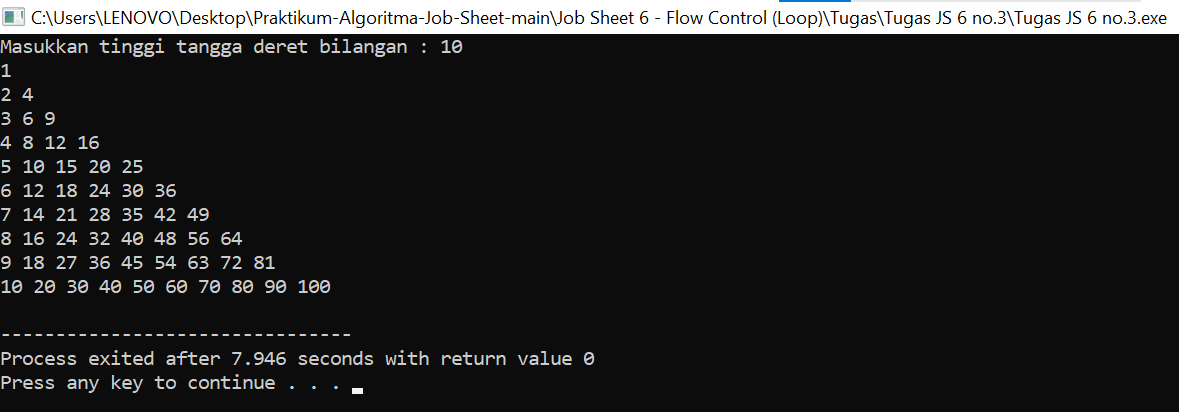 C:\Users\LENOVO\Desktop\Praktikum-Algoritma-Job-Sheet-main\Job Sheet 6 - Flow Control (Loop)\Tugas\Tugas JS 6 no.3\Tugas JS 6 no.3.exe
Masukkan tinggi tangga deret bilangan : 10
1
2 4
3 6 9
4 8 12 16
5 10 15 20 25
6 12 18 24 30 36
7 14 21 28 35 42 49
8 16 24 32 40 48 56 64
9 18 27 36 45 54 63 72 81
10 20 30 40 50 60 70 80 90 100
--------------------------------
Process exited after 7.946 seconds with return value 0
Press any key to continue . . .